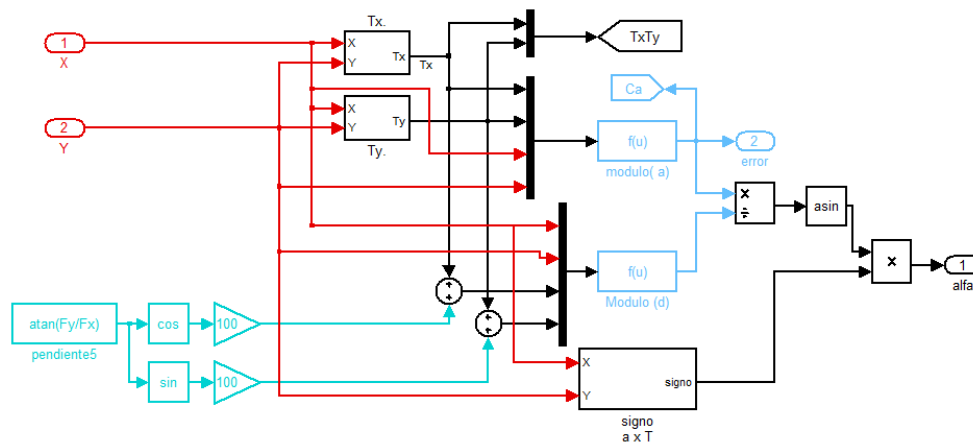 Tx.
1
X
X
Y
Tx
Tx
TxTy
2
Y
X
Y
Ty
Ty.
Ca
f(u)
modulo( a)
2
error
×
÷
asin
×
1
alfa
f(u)
Modulo (d)
+
+
+
+
atan(Fy/Fx)
pendiente5
cos
100
sin
100
X
Y
signo
signo
a x T